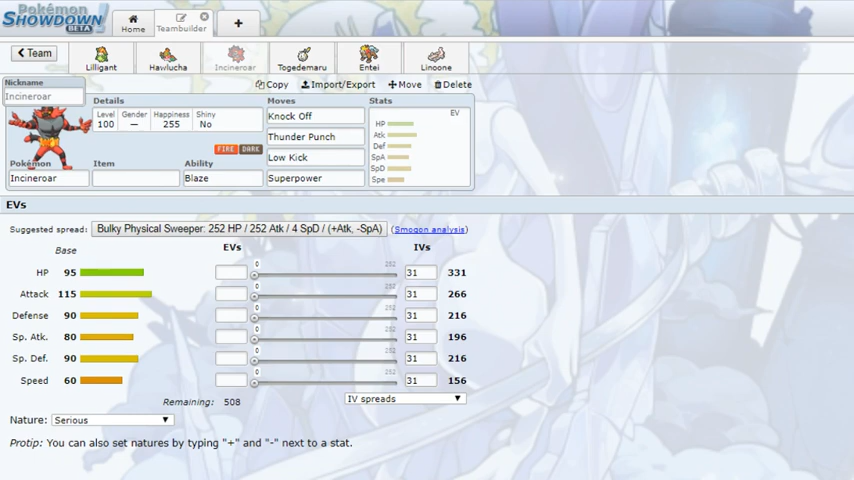 Pokémon
SHOWDOWN!
BETA
Home
Teambuilder
+
< Team
Lilligant
Hawlucha
Incineroar
Togedemaru
Entei
Linoone
Nickname
Incineroar
Copy Import/Export Move Delete
Details
Level Gender Happiness Shiny
100 — 255 No
FIRE DARK
Pokémon Item Ability
Incineroar Blaze
Moves
Knock Off
Thunder Punch
Low Kick
Superpower
Stats
EV
HP
Atk
Def
SpA
SpD
Spe
EVs
Suggested spread: Bulky Physical Sweeper: 252 HP / 252 Atk / 4 SpD / (+Atk, -SpA) (Smogon analysis)
Base EVs IVs
0 252
HP 95 31 331
0 252
Attack 115 31 266
0 252
Defense 90 31 216
0 252
Sp. Atk. 80 31 196
0 252
Sp. Def. 90 31 216
0 252
Speed 60 31 156
Remaining: 508 IV spreads
Nature: Serious
Protip: You can also set natures by typing "+" and "-" next to a stat.